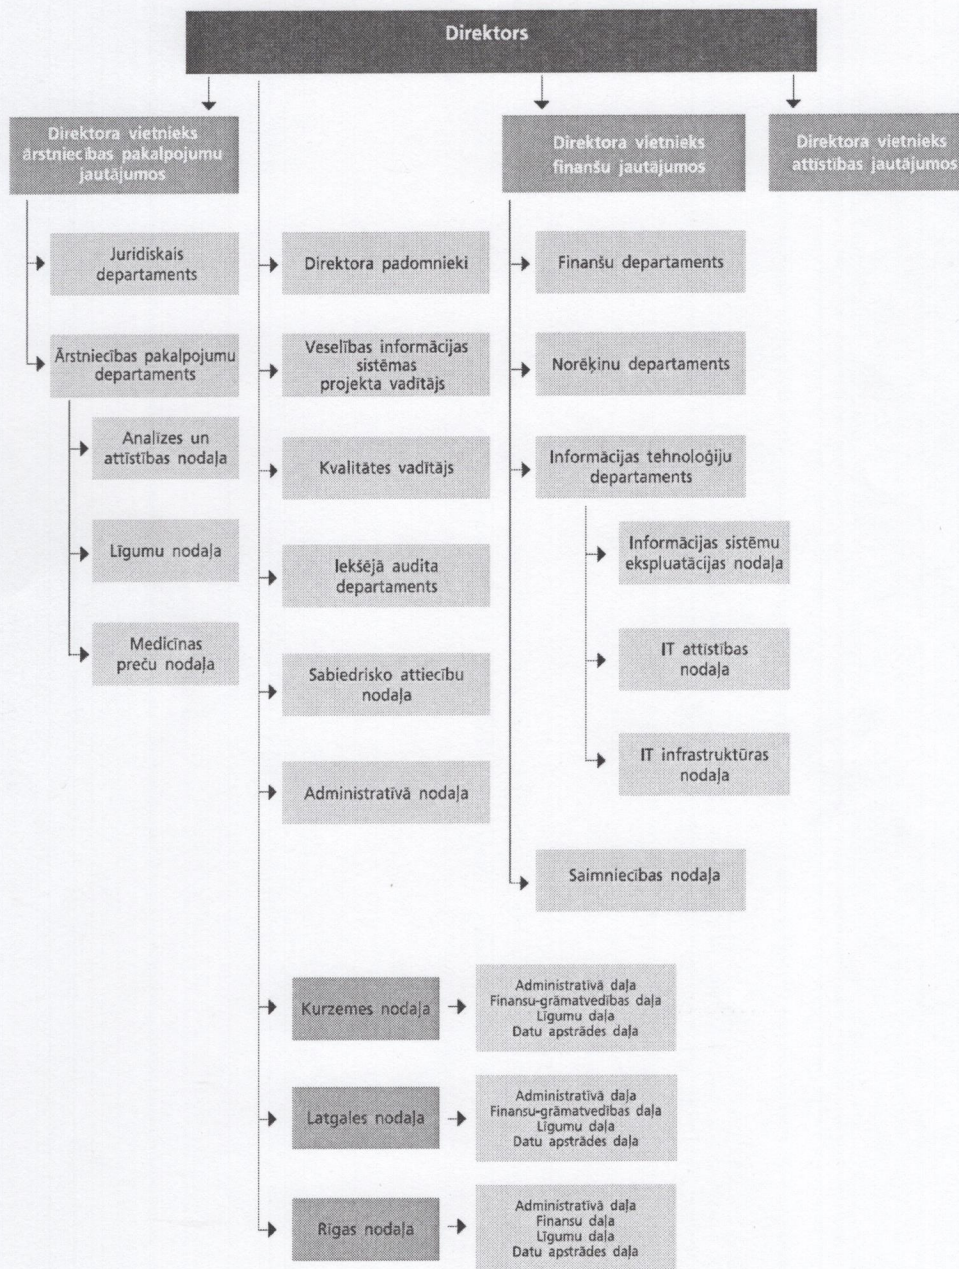 Direktors
Direktora vietnieks
ārstniecības pakalpojumu
jautājumos
Juridiskais
departaments
Ārstniecības pakalpojumu
departaments
Analīzes un
attīstības nodaļa
Līgumu nodaļa
Medicīnas
preču nodaļa
Direktora padomnieki
Veselības informācijas
sistēmas
projekta vadītājs
Kvalitātes vadītājs
Iekšējā audita
departaments
Sabiedrisko attiecību
nodaļa
Administratīvā nodaļa
Direktora vietnieks
finanšu jautājumos
Finanšu departaments
Norēķinu departaments
Informācijas tehnoloģiju
departaments
Informācijas sistēmu
ekspluatācijas nodaļa
IT attīstības
nodaļa
IT infrastruktūras
nodaļa
Saimniecības nodaļa
Direktora vietnieks
attīstības jautājumos
Kurzemes nodaļa
Administratīvā daļa
Finansu-grāmatvedības daļa
Līgumu daļa
Datu apstrādes daļa
Latgales nodaļa
Administratīvā daļa
Finansu-grāmatvedības daļa
Līgumu daļa
Datu apstrādes daļa
Rīgas nodaļa
Administratīvā daļa
Finansu daļa
Līgumu daļa
Datu apstrādes daļa